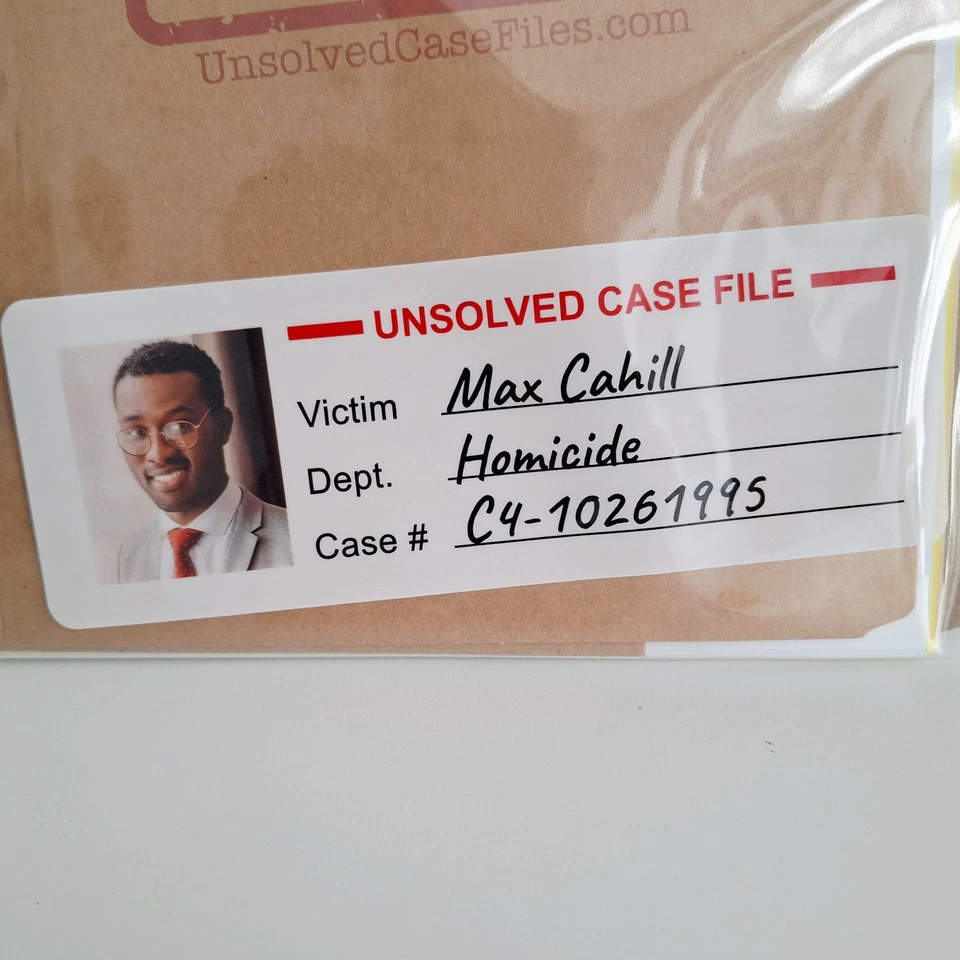 UnsolvedCaseFiles.com
UNSOLVED CASE FILE
Victim Max Cahill
Dept. Homicide
Case # C4-10261995